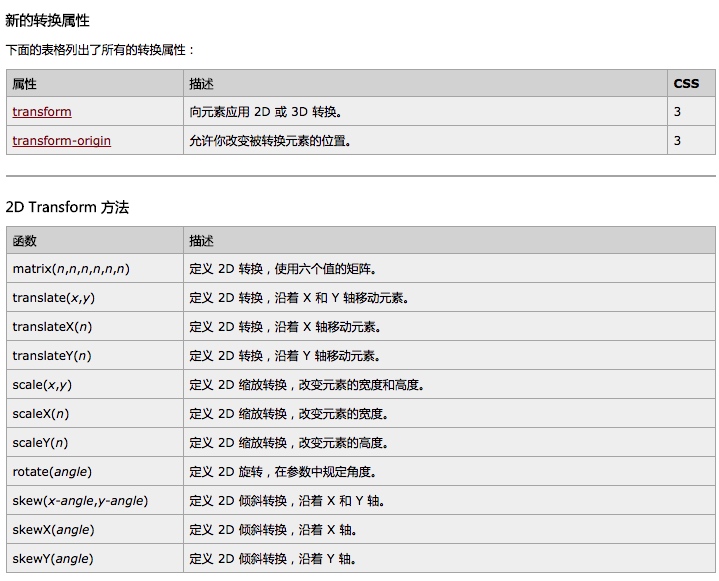 新的转换属性
下面的表格列出了所有的转换属性：
属性 描述 CSS
transform 向元素应用 2D 或 3D 转换。 3
transform-origin 允许你改变被转换元素的位置。 3
2D Transform 方法
函数 描述
matrix(n,n,n,n,n,n) 定义 2D 转换，使用六个值的矩阵。
translate(x,y) 定义 2D 转换，沿着 X 和 Y 轴移动元素。
translateX(n) 定义 2D 转换，沿着 X 轴移动元素。
translateY(n) 定义 2D 转换，沿着 Y 轴移动元素。
scale(x,y) 定义 2D 缩放转换，改变元素的宽度和高度。
scaleX(n) 定义 2D 缩放转换，改变元素的宽度。
scaleY(n) 定义 2D 缩放转换，改变元素的高度。
rotate(angle) 定义 2D 旋转，在参数中规定角度。
skew(x-angle,y-angle) 定义 2D 倾斜转换，沿着 X 和 Y 轴。
skewX(angle) 定义 2D 倾斜转换，沿着 X 轴。
skewY(angle) 定义 2D 倾斜转换，沿着 Y 轴。